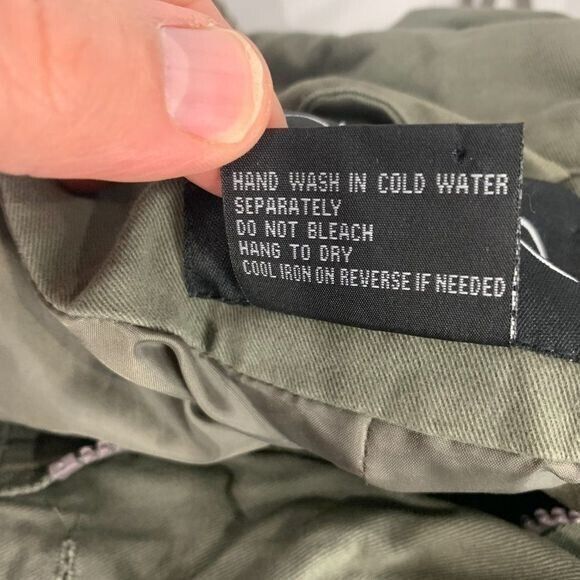 HAND WASH IN COLD WATER
SEPARATELY
DO NOT BLEACH
HANG TO DRY
COOL IRON ON REVERSE IF NEEDED